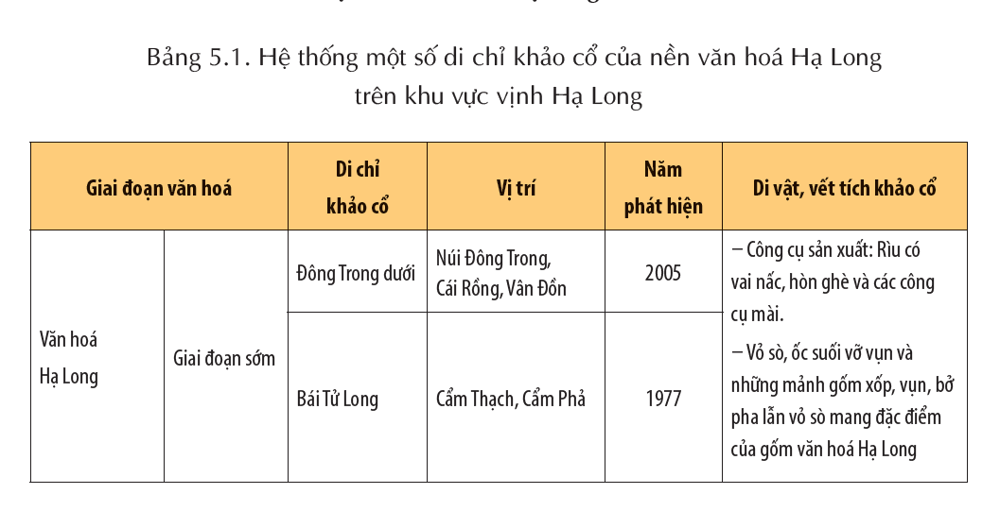 Bảng 5.1. Hệ thống một số di chỉ khảo cổ của nền văn hoá Hạ Long
trên khu vực vịnh Hạ Long
Giai đoạn văn hoá
Di chỉ
khảo cổ
Vị trí
Năm
phát hiện
Di vật, vết tích khảo cổ
Văn hoá
Hạ Long
Giai đoạn sớm
Đông Trong dưới
Núi Đông Trong,
Cái Rồng, Vân Đồn
2005
Bái Tử Long
Cẩm Thạch, Cẩm Phả
1977
– Công cụ sản xuất: Rìu có
vai nấc, hòn ghè và các công
cụ mài.
– Vỏ sò, ốc suối vỡ vụn và
những mảnh gốm xốp, vụn, bở
pha lẫn vỏ sò mang đặc điểm
của gốm văn hoá Hạ Long